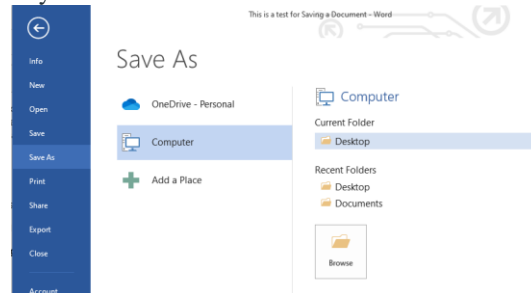 This is a test for Saving a Document - Word
Info
New
Open
Save
Save As
Print
Share
Export
Close
Account
Save As
OneDrive - Personal
Computer
Add a Place
Computer
Current Folder
Desktop
Recent Folders
Desktop
Documents
Browse